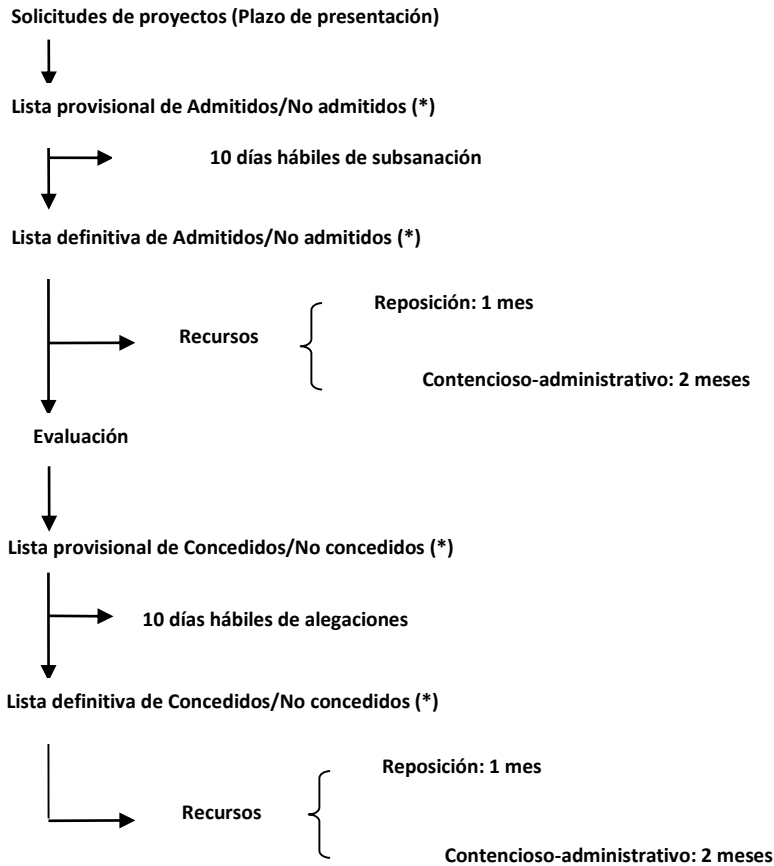 Solicitudes de proyectos (Plazo de presentación)
Lista provisional de Admitidos/No admitidos (*)
10 días hábiles de subsanación
Lista definitiva de Admitidos/No admitidos (*)
Reposición: 1 mes
Recursos
Contencioso-administrativo: 2 meses
Evaluación
Lista provisional de Concedidos/No concedidos (*)
10 días hábiles de alegaciones
Lista definitiva de Concedidos/No concedidos (*)
Reposición: 1 mes
Recursos
Contencioso-administrativo: 2 meses